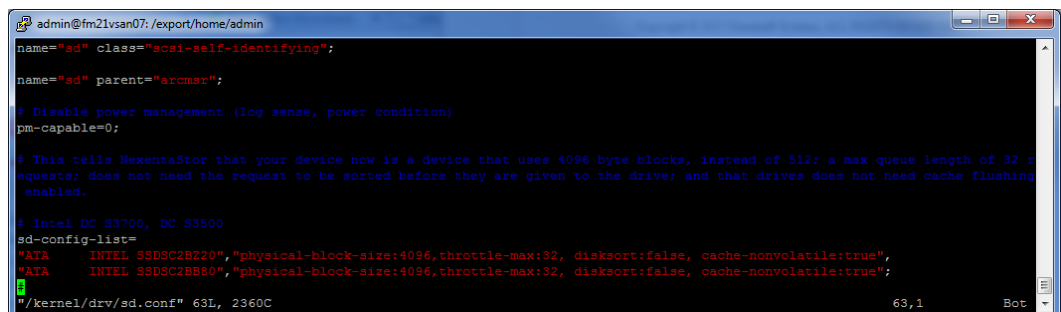 admin@fm21vsan07: /export/home/admin
name="sd" class="scsi-self-identifying";
name="sd" parent="arcmsr";
# Disable power management (log sense, power condition)
pm-capable=0;
# This tells NexentaStor that your device now is a device that uses 4096 byte blocks, instead of 512; a max queue length of 32 r
equests; does not need the request to be sorted before they are given to the drive; and that drives does not need cache flushing
enabled.
# Intel DC S3700, DC S3500
sd-config-list=
"ATA     INTEL SSDSC2BZ20","physical-block-size:4096,throttle-max:32, disksort:false, cache-nonvolatile:true",
"ATA     INTEL SSDSC2BB80","physical-block-size:4096,throttle-max:32, disksort:false, cache-nonvolatile:true";
#
"/kernel/drv/sd.conf" 63L, 2360C 63,1 Bot